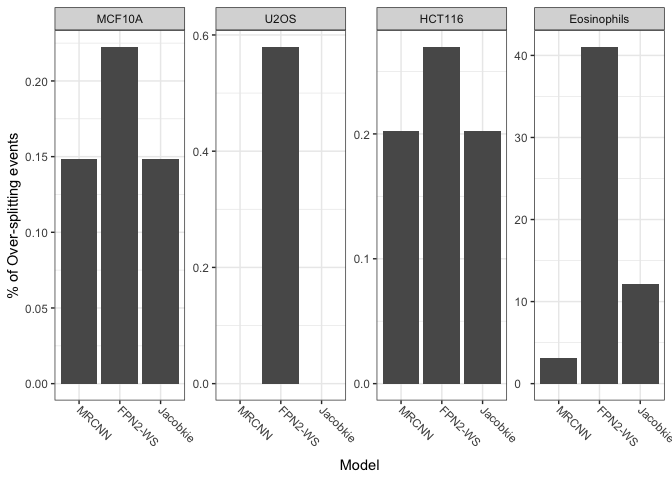 MCF10A
U2OS
HCT116
Eosinophils
% of Over-splitting events
0.20
0.15
0.10
0.05
0.00
0.6
0.4
0.2
0.0
0.2
0.1
0.0
40
30
20
10
0
MRCNN
FPN2-WS
Jacobkie
MRCNN
FPN2-WS
Jacobkie
MRCNN
FPN2-WS
Jacobkie
MRCNN
FPN2-WS
Jacobkie
Model